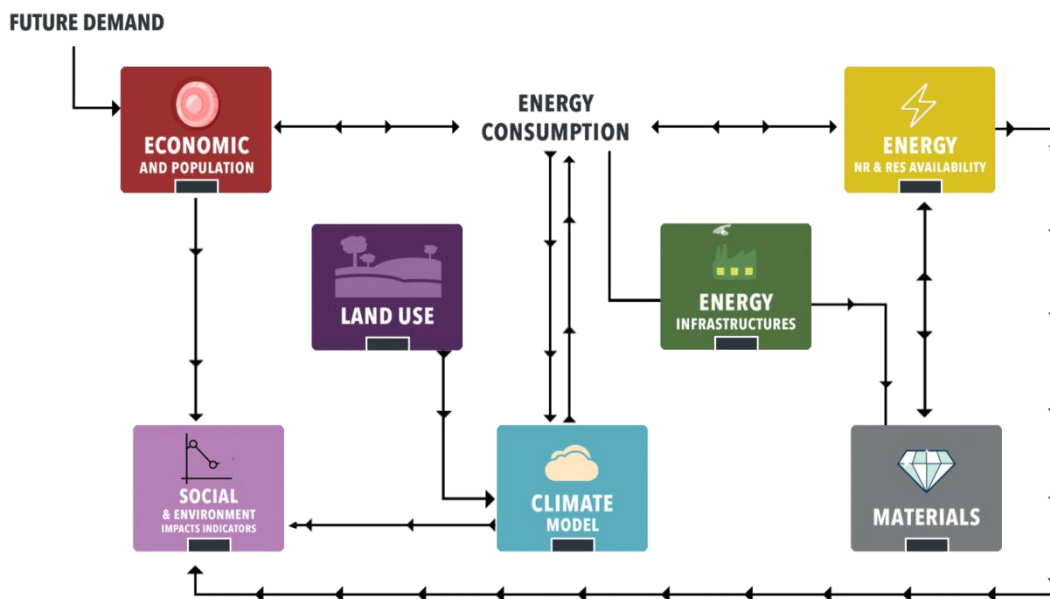 FUTURE DEMAND
ECONOMIC
AND POPULATION
ENERGY
CONSUMPTION
ENERGY
NR & RES AVAILABILITY
LAND USE
ENERGY
INFRASTRUCTURES
SOCIAL
& ENVIRONMENT
IMPACTS INDICATORS
CLIMATE
MODEL
MATERIALS